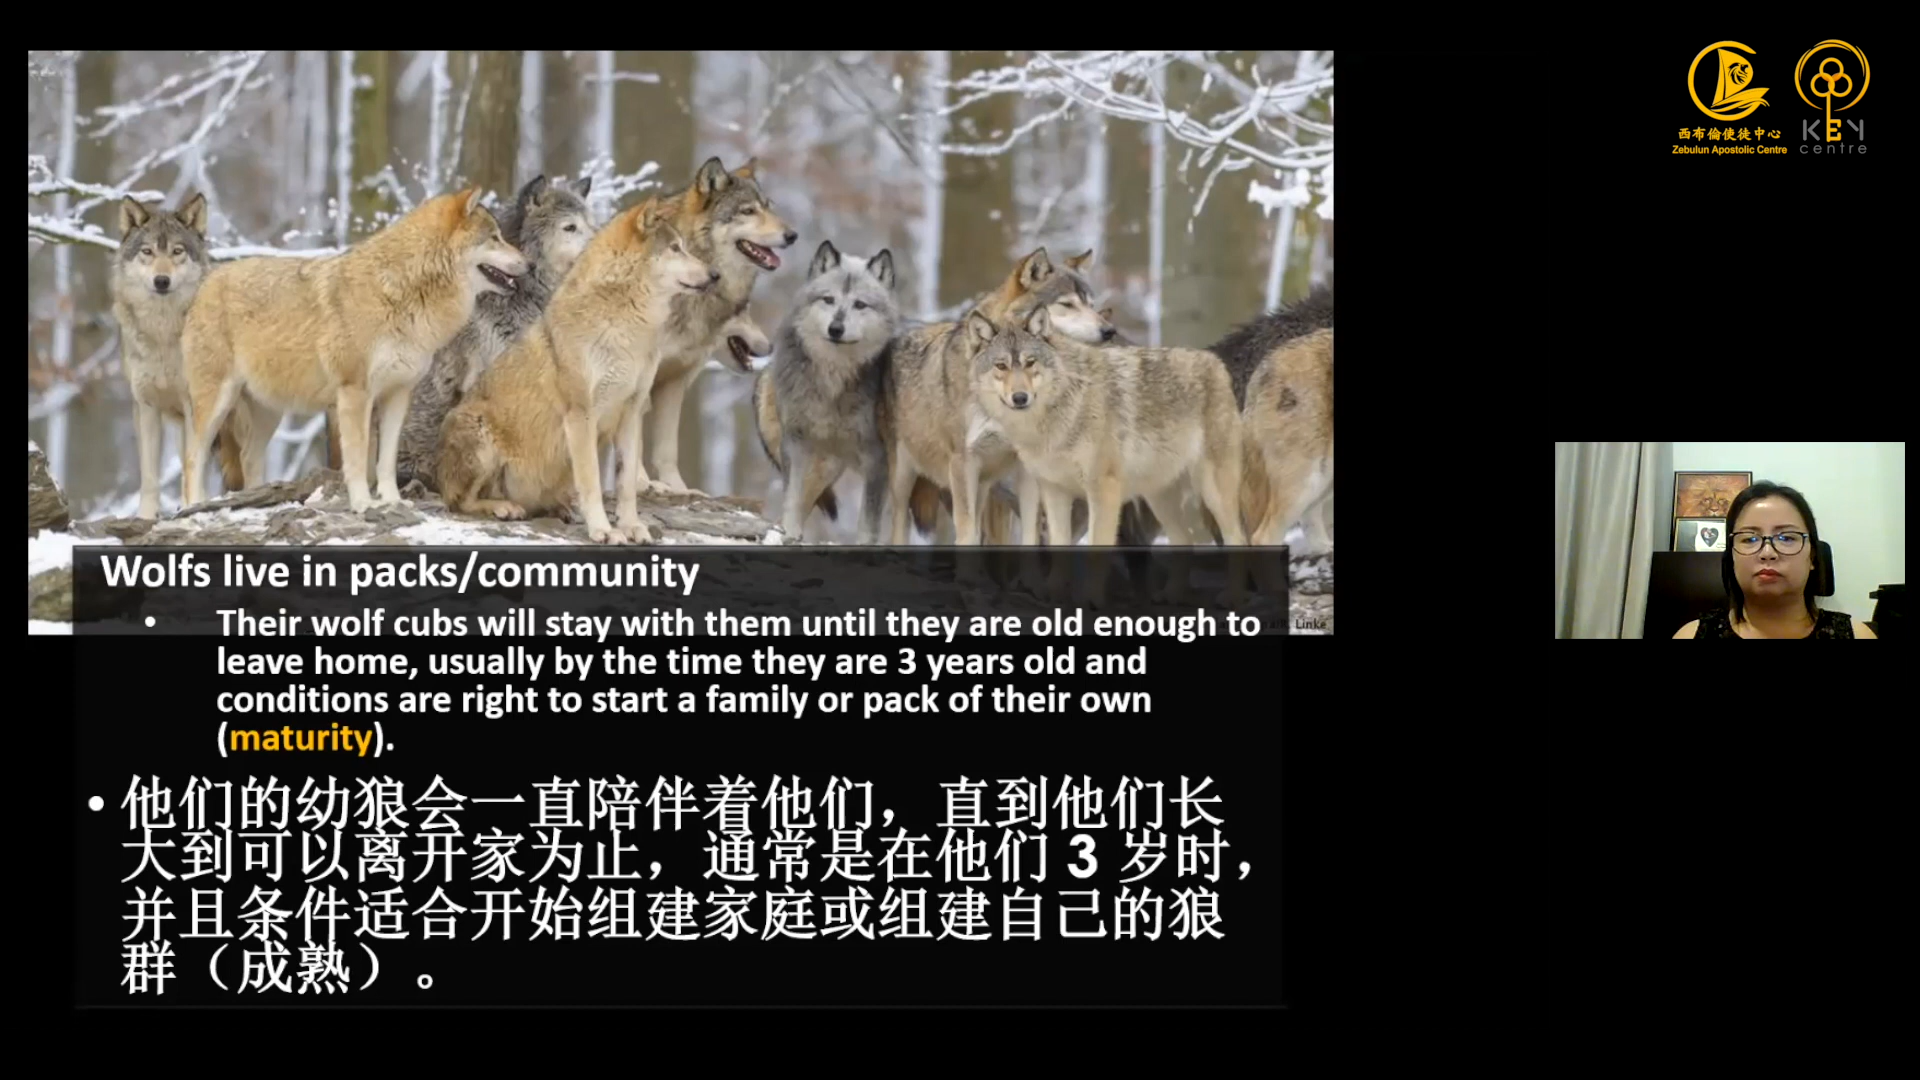 西布倫使徒中心
Zebulun Apostolic Centre
KEY
centre
Wolfs live in packs/community
• Their wolf cubs will stay with them until they are old enough to
leave home, usually by the time they are 3 years old and
conditions are right to start a family or pack of their own
(maturity).
Linke
• 他们的幼狼会一直陪伴着他们，直到他们长
大到可以离开家为止，通常是在他们 3 岁时，
并且条件适合开始组建家庭或组建自己的狼
群（成熟）。